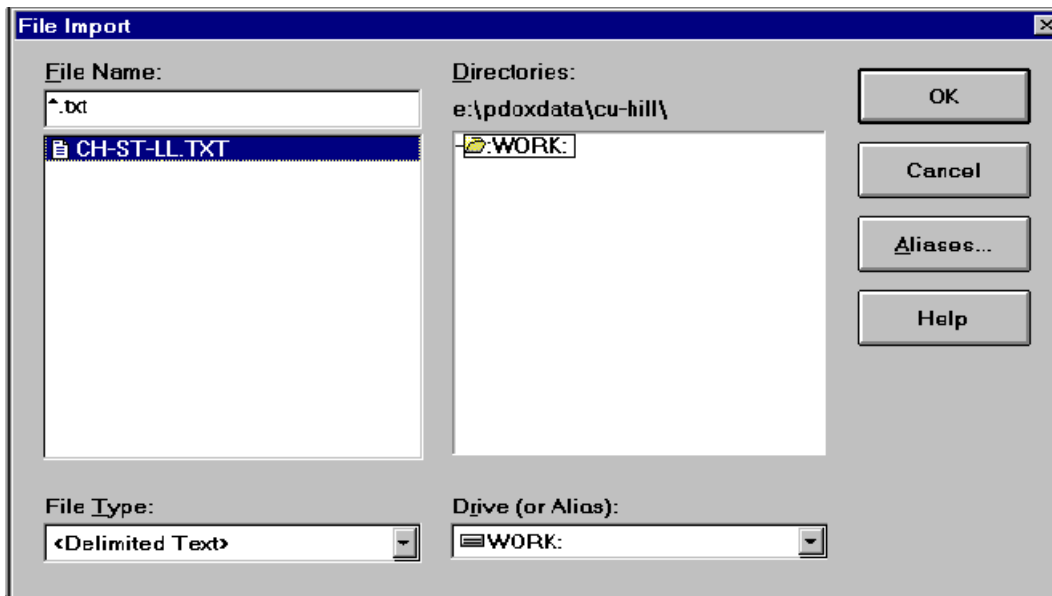 File Import
File Name:
*.txt
CH-ST-LL.TXT
File Type:
<Delimited Text>
Directories:
e:\pdoxdata\cu-hill\
:WORK:
Drive (or Alias):
WORK:
OK
Cancel
Aliases...
Help